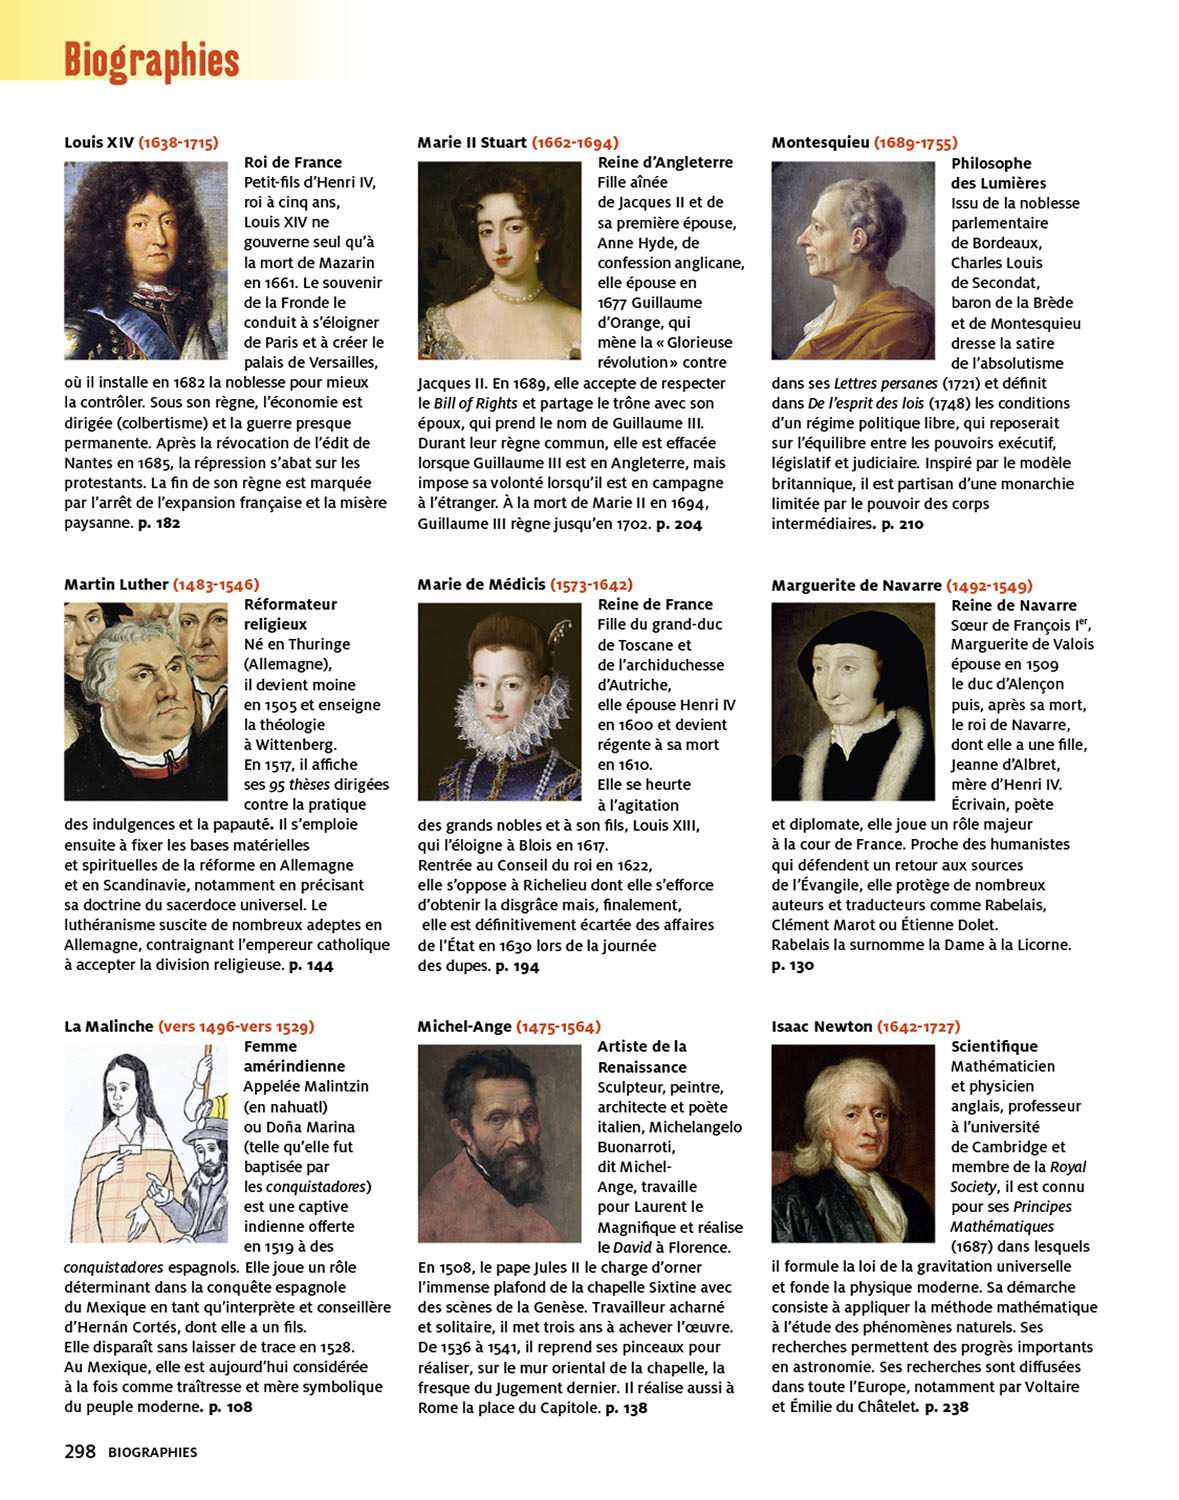 Biographies
Louis XIV (1638-1715)
Roi de France
Petit-fils d’Henri IV,
roi à cinq ans,
Louis XIV ne
gouverne seul qu’à
la mort de Mazarin
en 1661. Le souvenir
de la Fronde le
conduit à s’éloigner
de Paris et à créer le
palais de Versailles,
où il installe en 1682 la noblesse pour mieux
la contrôler. Sous son règne, l’économie est
dirigée (colbertisme) et la guerre presque
permanente. Après la révocation de l’édit de
Nantes en 1685, la répression s’abat sur les
protestants. La fin de son règne est marquée
par l’arrêt de l’expansion française et la misère
paysanne. p. 182
Marie II Stuart (1662-1694)
Reine d’Angleterre
Fille aînée
de Jacques II et de
sa première épouse,
Anne Hyde, de
confession anglicane,
elle épouse en
1677 Guillaume
d’Orange, qui
mène la « Glorieuse
révolution » contre
Jacques II. En 1689, elle accepte de respecter
le Bill of Rights et partage le trône avec son
époux, qui prend le nom de Guillaume III.
Durant leur règne commun, elle est effacée
lorsque Guillaume III est en Angleterre, mais
impose sa volonté lorsqu’il est en campagne
à l’étranger. À la mort de Marie II en 1694,
Guillaume III règne jusqu’en 1702. p. 204
Montesquieu (1689-1755)
Philosophe
des Lumières
Issu de la noblesse
parlementaire
de Bordeaux,
Charles Louis
de Secondat,
baron de la Brède
et de Montesquieu
dresse la satire
de l’absolutisme
dans ses Lettres persanes (1721) et définit
dans De l’esprit des lois (1748) les conditions
d’un régime politique libre, qui reposerait
sur l’équilibre entre les pouvoirs exécutif,
législatif et judiciaire. Inspiré par le modèle
britannique, il est partisan d’une monarchie
limitée par le pouvoir des corps
intermédiaires. p. 210
Martin Luther (1483-1546)
Réformateur
religieux
Né en Thuringe
(Allemagne),
il devient moine
en 1505 et enseigne
la théologie
à Wittenberg.
En 1517, il affiche
ses 95 thèses dirigées
contre la pratique
des indulgences et la papauté. Il s’emploie
ensuite à fixer les bases matérielles
et spirituelles de la réforme en Allemagne
et en Scandinavie, notamment en précisant
sa doctrine du sacerdoce universel. Le
luthéranisme suscite de nombreux adeptes en
Allemagne, contraignant l’empereur catholique
à accepter la division religieuse. p. 144
Marie de Médicis (1573-1642)
Reine de France
Fille du grand-duc
de Toscane et
de l’archiduchesse
d’Autriche,
elle épouse Henri IV
en 1600 et devient
régente à sa mort
en 1610.
Elle se heurte
à l’agitation
des grands nobles et à son fils, Louis XIII,
qui l’éloigne à Blois en 1617.
Rentrée au Conseil du roi en 1622,
elle s’oppose à Richelieu dont elle s’efforce
d’obtenir la disgrâce mais, finalement,
elle est définitivement écartée des affaires
de l’État en 1630 lors de la journée
des dupes. p. 194
Marguerite de Navarre (1492-1549)
Reine de Navarre
Sœur de François Ier,
Marguerite de Valois
épouse en 1509
le duc d’Alençon
puis, après sa mort,
le roi de Navarre,
dont elle a une fille,
Jeanne d’Albret,
mère d’Henri IV.
Écrivain, poète
et diplomate, elle joue un rôle majeur
à la cour de France. Proche des humanistes
qui défendent un retour aux sources
de l’Évangile, elle protège de nombreux
auteurs et traducteurs comme Rabelais,
Clément Marot ou Étienne Dolet.
Rabelais la surnomme la Dame à la Licorne.
p. 130
La Malinche (vers 1496-vers 1529)
Femme
amérindienne
Appelée Malintzin
(en nahuatl)
ou Doña Marina
(telle qu’elle fut
baptisée par
les conquistadores)
est une captive
indienne offerte
en 1519 à des
conquistadores espagnols. Elle joue un rôle
déterminant dans la conquête espagnole
du Mexique en tant qu’interprète et conseillère
d’Hernán Cortés, dont elle a un fils.
Elle disparaît sans laisser de trace en 1528.
Au Mexique, elle est aujourd’hui considérée
à la fois comme traîtresse et mère symbolique
du peuple moderne. p. 108
Michel-Ange (1475-1564)
Artiste de la
Renaissance
Sculpteur, peintre,
architecte et poète
italien, Michelangelo
Buonarroti,
dit Michel-
Ange, travaille
pour Laurent le
Magnifique et réalise
le David à Florence.
En 1508, le pape Jules II le charge d’orner
l’immense plafond de la chapelle Sixtine avec
des scènes de la Genèse. Travailleur acharné
et solitaire, il met trois ans à achever l’œuvre.
De 1536 à 1541, il reprend ses pinceaux pour
réaliser, sur le mur oriental de la chapelle, la
fresque du Jugement dernier. Il réalise aussi à
Rome la place du Capitole. p. 138
Isaac Newton (1642-1727)
Scientifique
Mathématicien
et physicien
anglais, professeur
à l’université
de Cambridge et
membre de la Royal
Society, il est connu
pour ses Principes
Mathématiques
(1687) dans lesquels
il formule la loi de la gravitation universelle
et fonde la physique moderne. Sa démarche
consiste à appliquer la méthode mathématique
à l’étude des phénomènes naturels. Ses
recherches permettent des progrès importants
en astronomie. Ses recherches sont diffusées
dans toute l’Europe, notamment par Voltaire
et Émilie du Châtelet. p. 238
298 BIOGRAPHIES